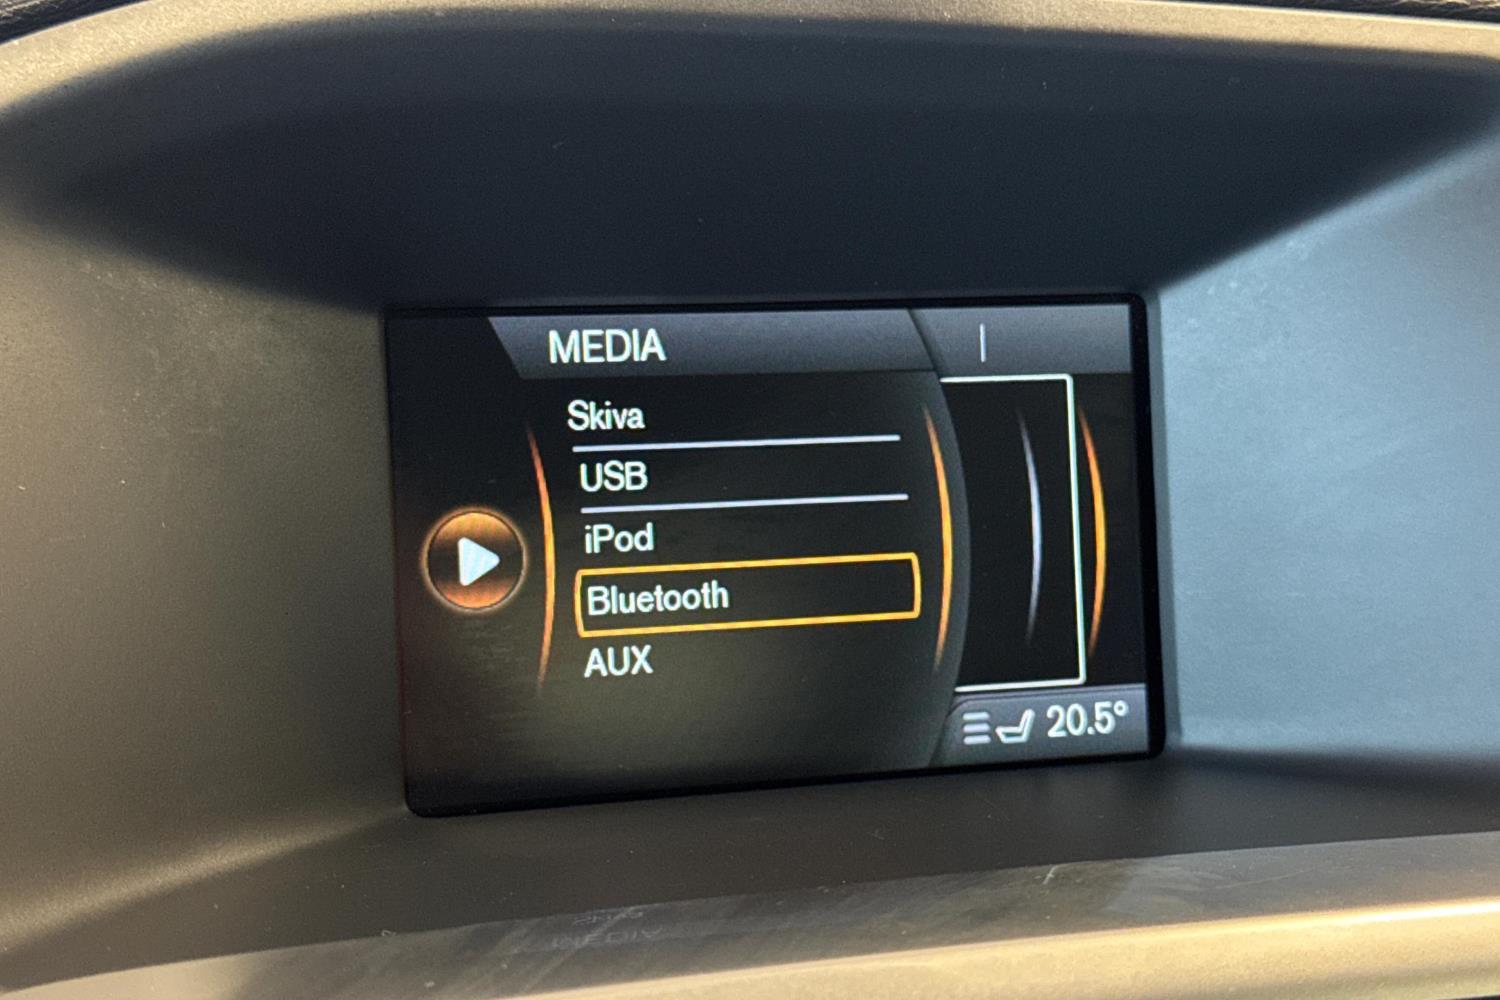 MEDIA
Skiva
USB
iPod
Bluetooth
AUX
20.5°